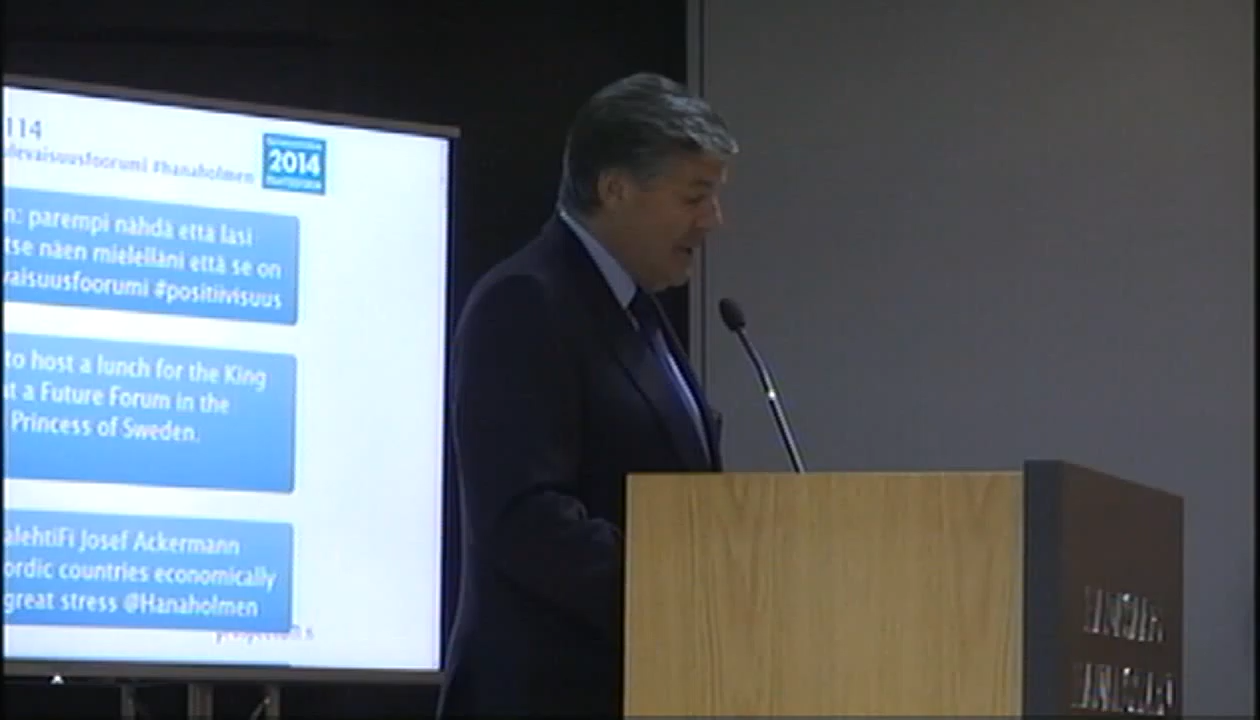 114
#hanaholmen
2014
n: parempi nähdä että lasi
tse näen mielelläni että se on
vaisuusfoorumi #positiivisuus
to host a lunch for the King
at a Future Forum in the
Princess of Sweden.
alehtiFi Josef Ackermann
ordic countries economically
great stress @Hanaholmen